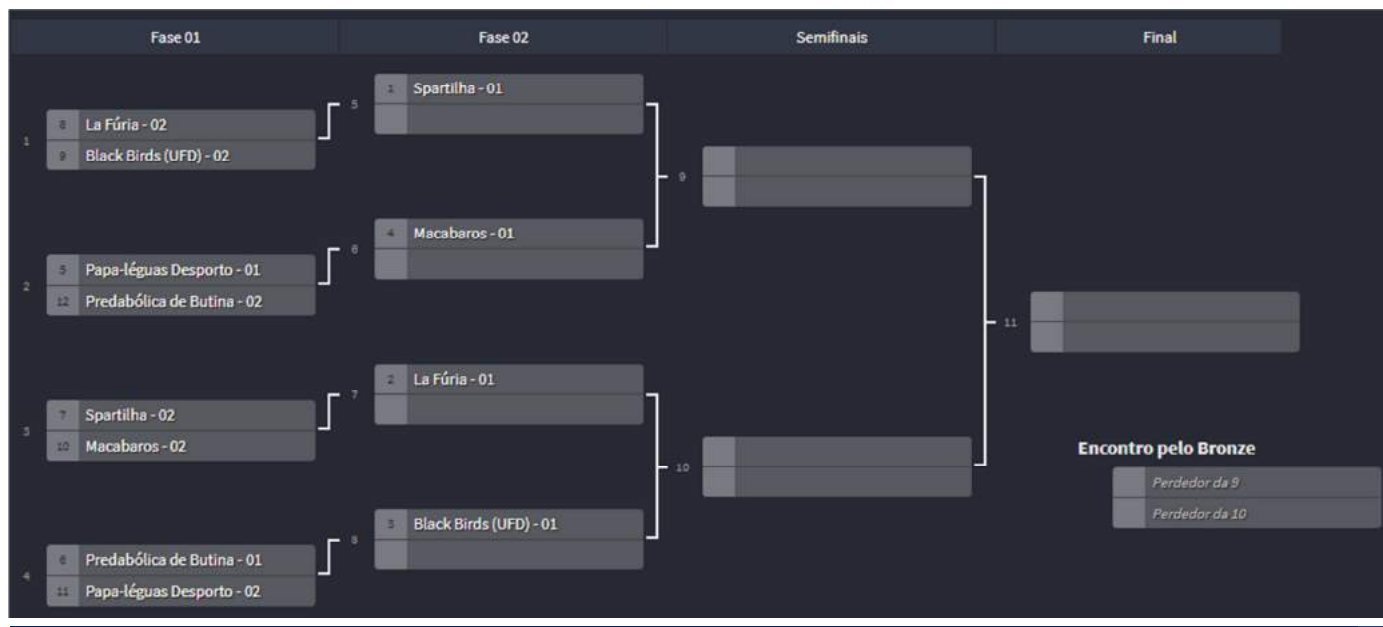 Fase 01
Fase 02
Semifinais
Final
1
8 La Fúria - 02
9 Black Birds (UFD) - 02
2
5 Papa-léguas Desporto - 01
12 Predabólica de Butina - 02
3
7 Spartilha - 02
10 Macabaros - 02
4
6 Predabólica de Butina - 01
11 Papa-léguas Desporto - 02
5
1 Spartilha - 01
6
4 Macabaros - 01
7
2 La Fúria - 01
8
3 Black Birds (UFD) - 01
9
10
11
Encontro pelo Bronze
Perdedor da 9
Perdedor da 10